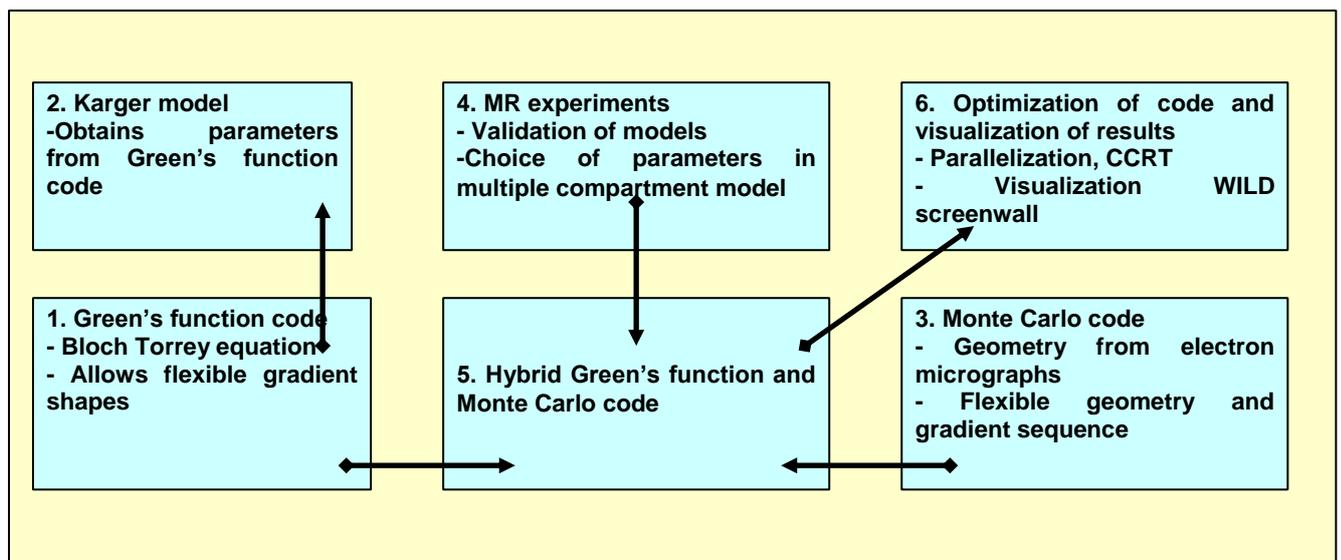 2. Karger model
-Obtains parameters
from Green's function
code
4. MR experiments
- Validation of models
-Choice of parameters in
multiple compartment model
6. Optimization of code and
visualization of results
- Parallelization, CCRT
- Visualization WILD
screenwall
1. Green's function code
- Bloch Torrey equation
- Allows flexible gradient
shapes
5. Hybrid Green's function and
Monte Carlo code
3. Monte Carlo code
- Geometry from electron
micrographs
- Flexible geometry and
gradient sequence